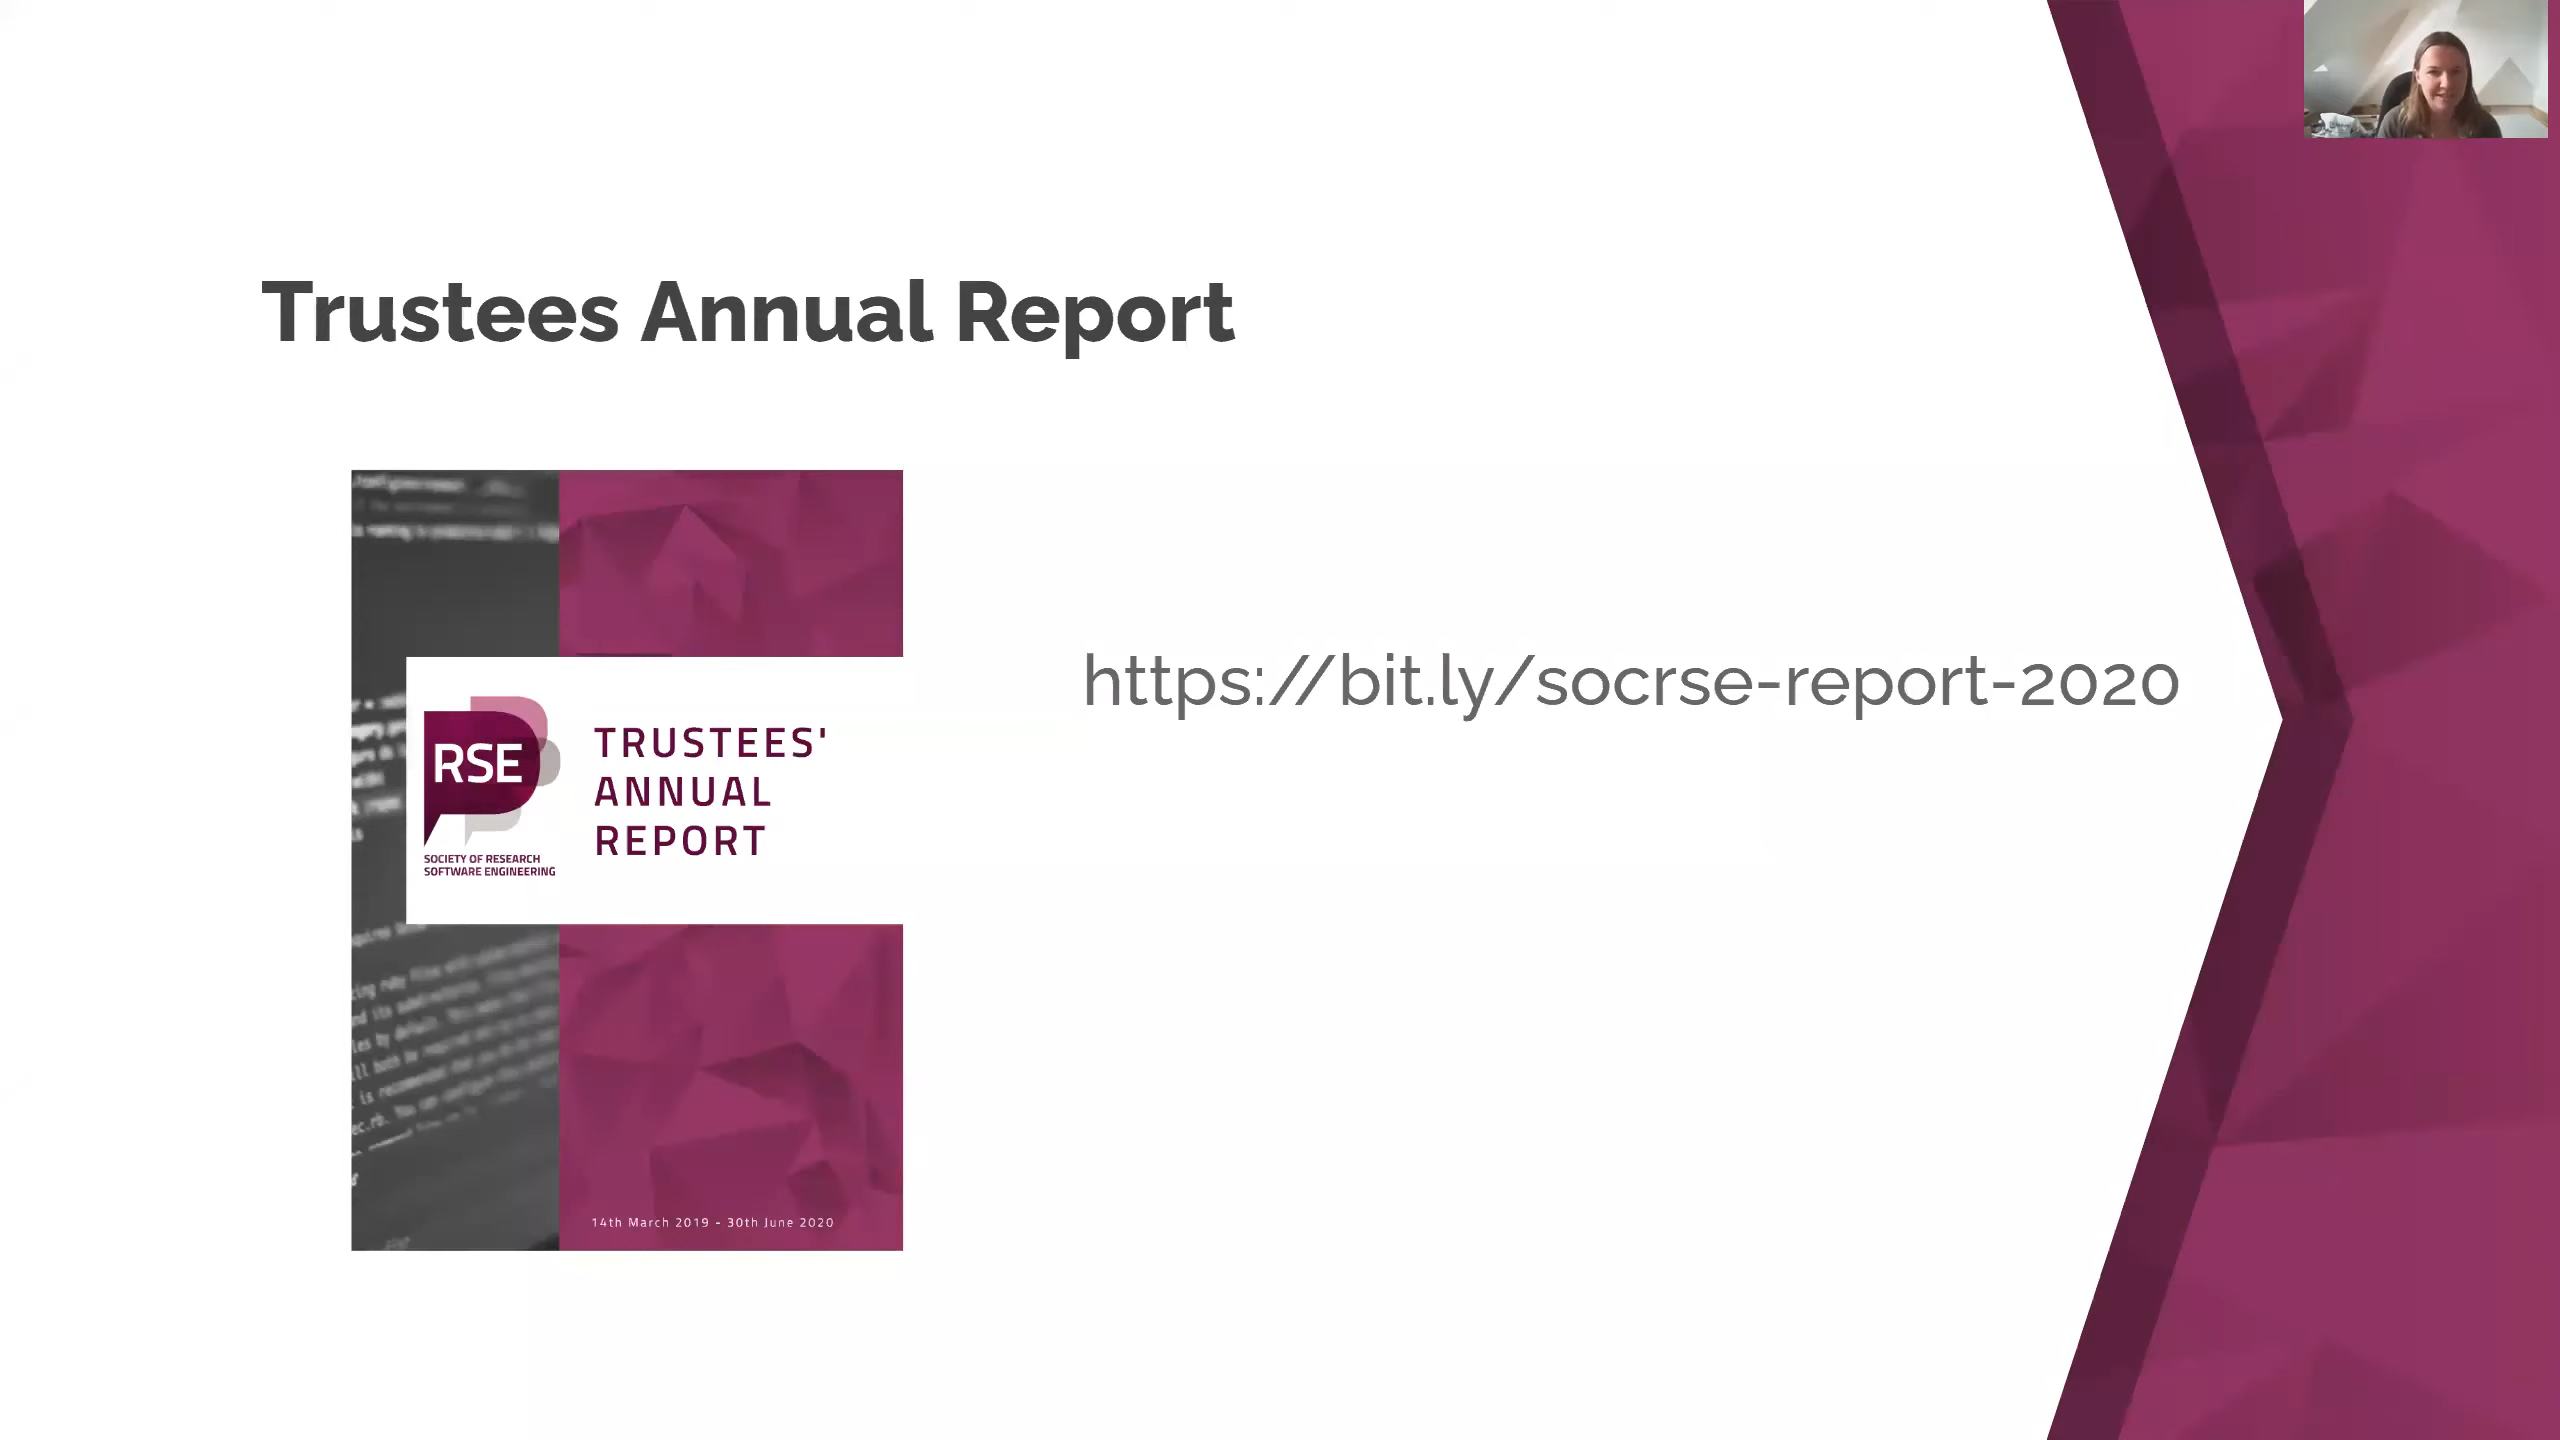 Trustees Annual Report
RSE
SOCIETY OF RESEARCH
SOFTWARE ENGINEERING
TRUSTEES'
ANNUAL
REPORT
14th March 2019 - 30th June 2020
https://bit.ly/socrse-report-2020